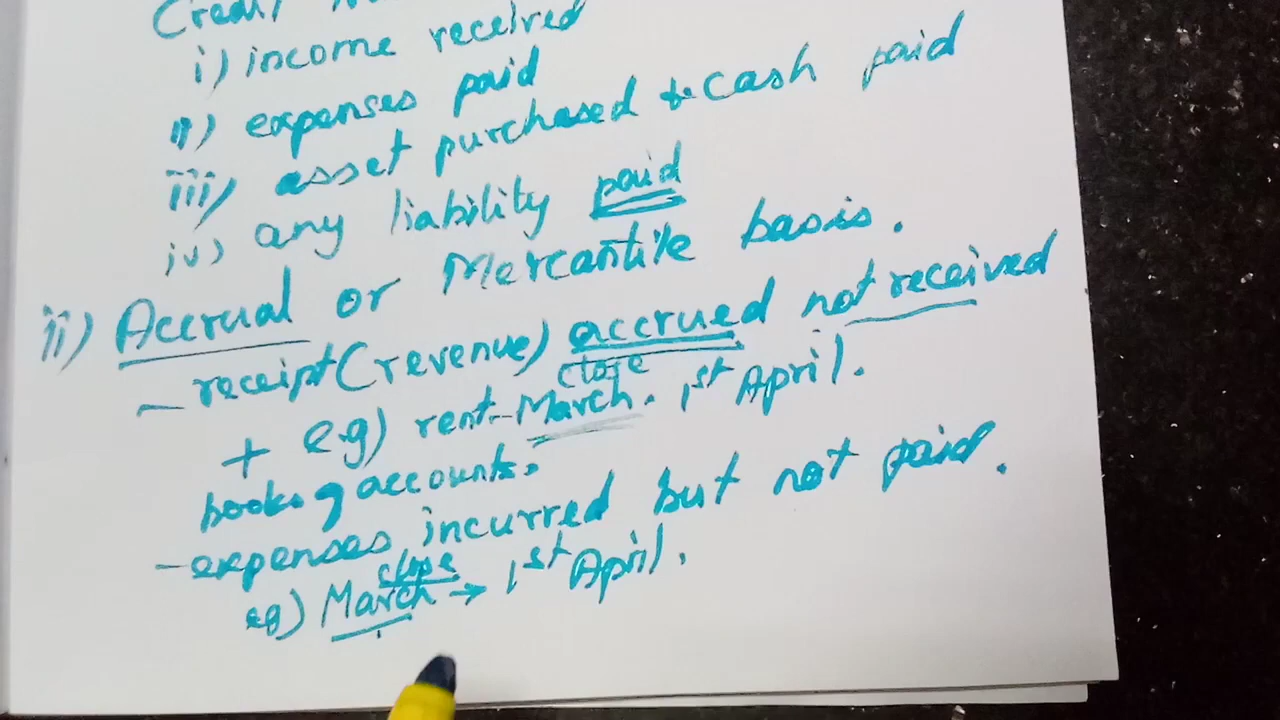 Credit
i) income received
ii) expenses paid
iii) asset purchased & cash paid
iv) any liability paid
ii) Accrual or Mercantile basis.
- receipt (revenue) accrued not received
close
+ eg) rent - March. 1st April.
books of accounts.
- expenses incurred but not paid.
close
eg) March → 1st April.